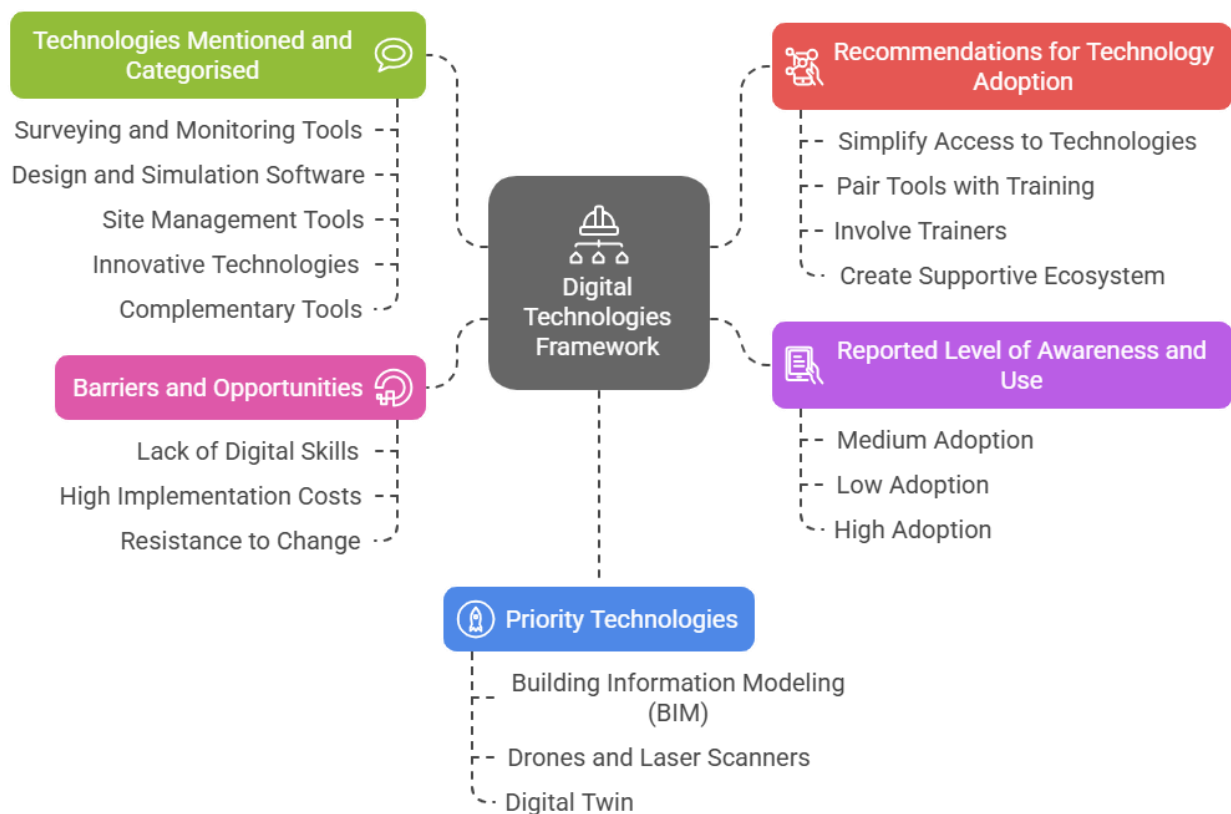 Technologies Mentioned and
Categorised
Surveying and Monitoring Tools
Design and Simulation Software
Site Management Tools
Innovative Technologies
Complementary Tools
Barriers and Opportunities
Lack of Digital Skills
High Implementation Costs
Resistance to Change
Digital
Technologies
Framework
Recommendations for Technology
Adoption
Simplify Access to Technologies
Pair Tools with Training
Involve Trainers
Create Supportive Ecosystem
Reported Level of Awareness and
Use
Medium Adoption
Low Adoption
High Adoption
Priority Technologies
Building Information Modeling
(BIM)
Drones and Laser Scanners
Digital Twin